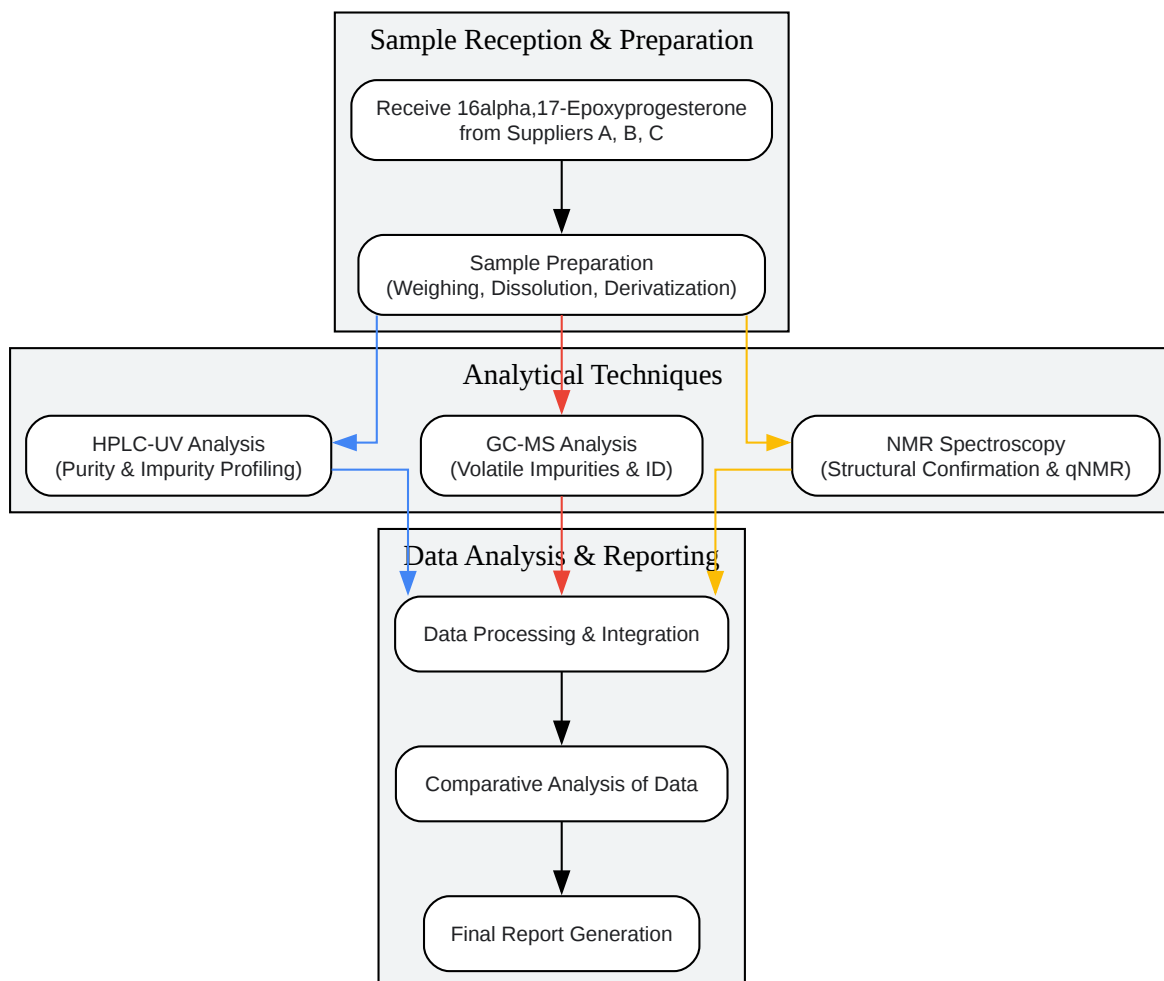 Sample Reception & Preparation
Receive 16alpha,17-Epoxyprogesterone
from Suppliers A, B, C
Sample Preparation
(Weighing, Dissolution, Derivatization)
Analytical Techniques
HPLC-UV Analysis
(Purity & Impurity Profiling)
GC-MS Analysis
(Volatile Impurities & ID)
NMR Spectroscopy
(Structural Confirmation & qNMR)
Data Analysis & Reporting
Data Processing & Integration
Comparative Analysis of Data
Final Report Generation